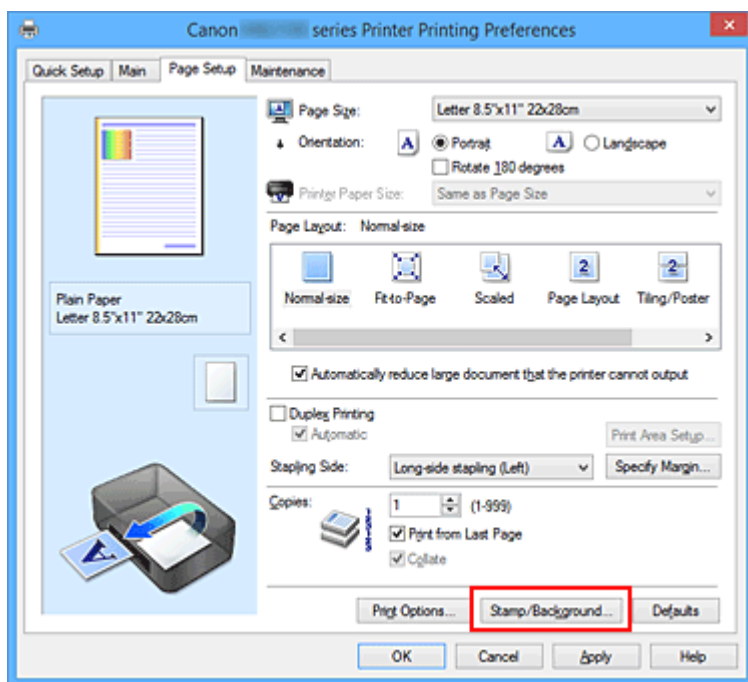 Canon series Printer Printing Preferences
Quick Setup Main Page Setup Maintenance
Page Size: Letter 8.5"x11" 22x28cm
Orientation: A Portrait A Landscape
Rotate 180 degrees
Printer Paper Size: Same as Page Size
Page Layout: Normal-size
2 2
Normal-size Fit-to-Page Scaled Page Layout Tiling/Poster
Plain Paper
Letter 8.5"x11" 22x28cm
Automatically reduce large document that the printer cannot output
Duplex Printing
Automatic
Print Area Setup...
Stapling Side: Long-side stapling (Left) Specify Margin...
Copies: 1 (1-999)
Print from Last Page
Collate
A
Print Options... Stamp/Background... Defaults
OK Cancel Apply Help